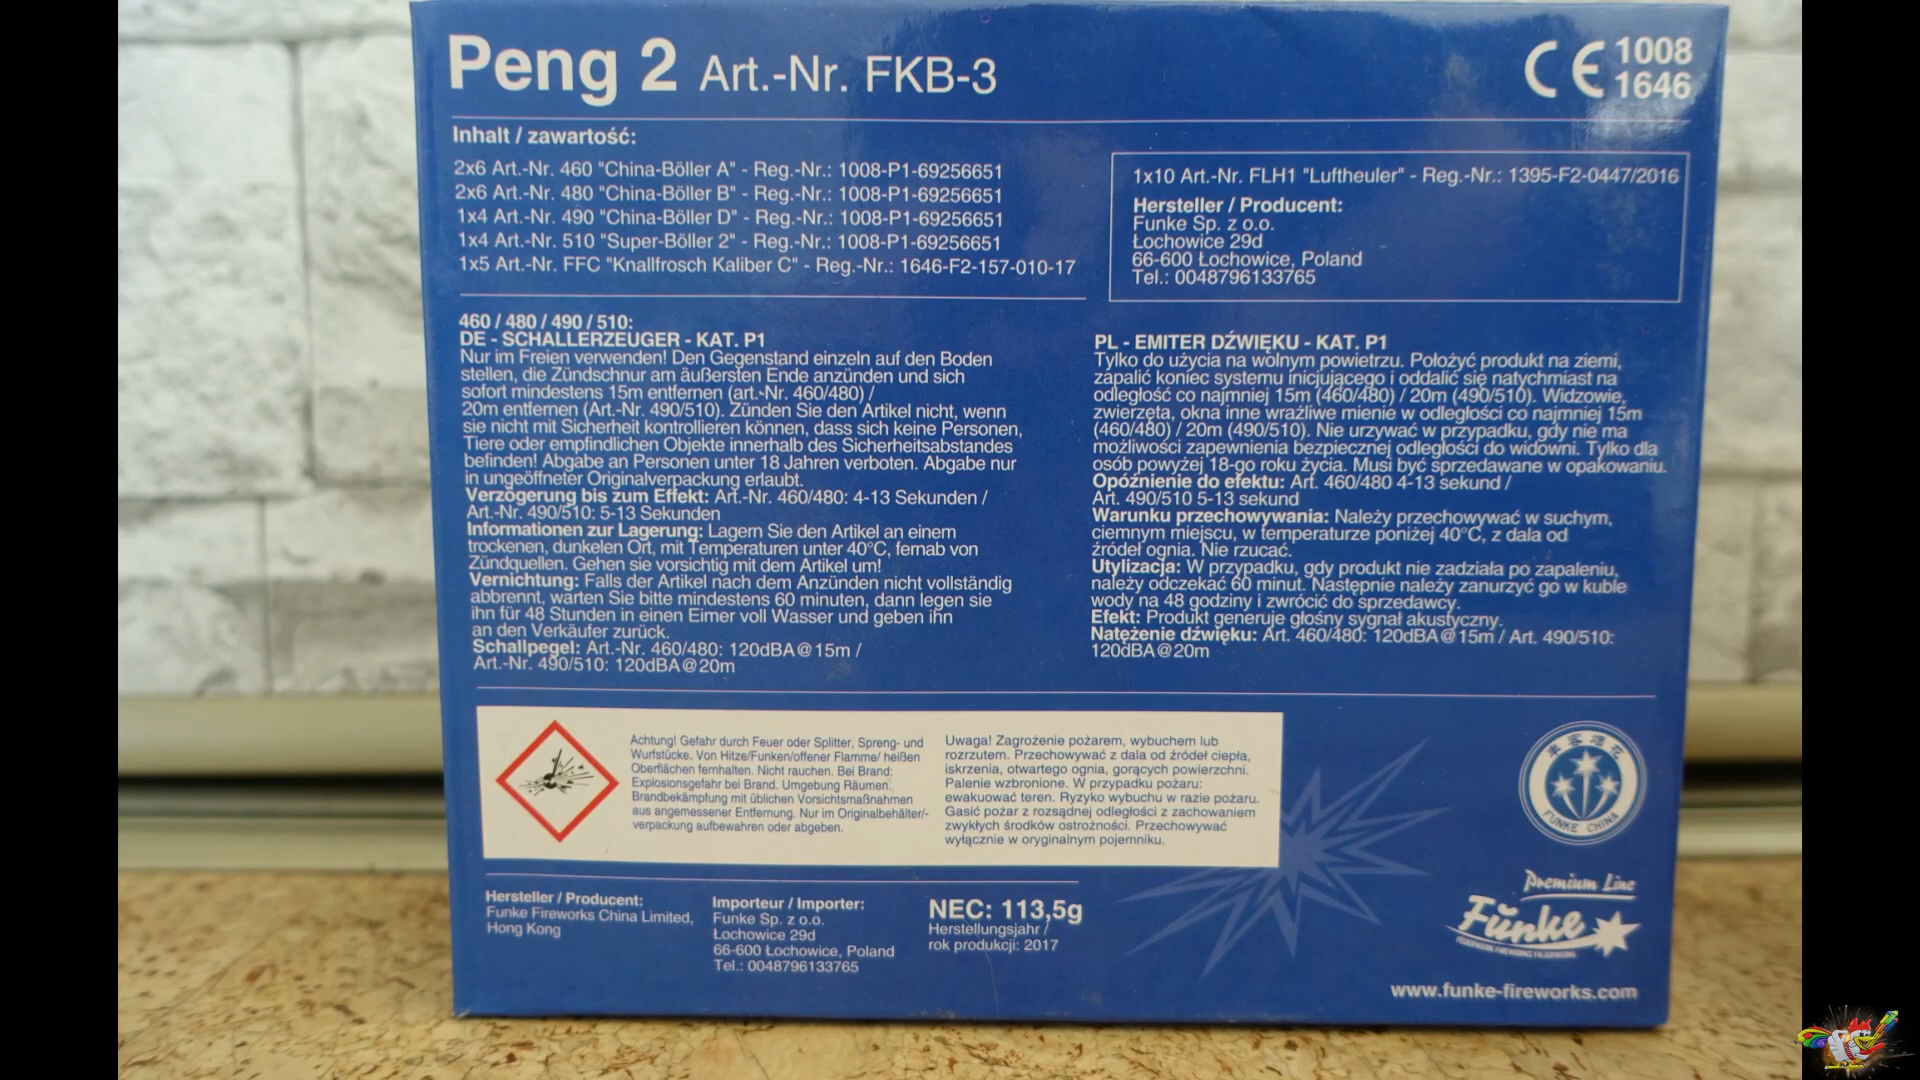 Peng 2 Art.-Nr. FKB-3
CE 1008
1646
Inhalt / zawartość:
2x6 Art.-Nr. 460 "China-Böller A" - Reg.-Nr.: 1008-P1-69256651
2x6 Art.-Nr. 480 "China-Böller B" - Reg.-Nr.: 1008-P1-69256651
1x4 Art.-Nr. 490 "China-Böller D" - Reg.-Nr.: 1008-P1-69256651
1x4 Art.-Nr. 510 "Super-Böller 2" - Reg.-Nr.: 1008-P1-69256651
1x5 Art.-Nr. FFC "Knallfrosch Kaliber C" - Reg.-Nr.: 1646-F2-157-010-17
1x10 Art.-Nr. FLH1 "Luftheuler" - Reg.-Nr.: 1395-F2-0447/2016
Hersteller / Producent:
Funke Sp. z o.o.
Łochowice 29d
66-600 Łochowice, Poland
Tel.: 0048796133765
460 / 480 / 490 / 510:
DE - SCHALLERZEUGER - KAT. P1
Nur im Freien verwenden! Den Gegenstand einzeln auf den Boden
stellen, die Zündschnur am äußersten Ende anzünden und sich
sofort mindestens 15m entfernen (art.-Nr. 460/480) /
20m entfernen (Art.-Nr. 490/510). Zünden Sie den Artikel nicht, wenn
sie nicht mit Sicherheit kontrollieren können, dass sich keine Personen,
Tiere oder empfindlichen Objekte innerhalb des Sicherheitsabstandes
befinden! Abgabe an Personen unter 18 Jahren verboten. Abgabe nur
in ungeöffneter Originalverpackung erlaubt.
Verzögerung bis zum Effekt: Art.-Nr. 460/480: 4-13 Sekunden /
Art.-Nr. 490/510: 5-13 Sekunden
Informationen zur Lagerung: Lagern Sie den Artikel an einem
trockenen, dunkelen Ort, mit Temperaturen unter 40°C, fernab von
Zündquellen. Gehen sie vorsichtig mit dem Artikel um!
Vernichtung: Falls der Artikel nach dem Anzünden nicht vollständig
abbrennt, warten Sie bitte mindestens 60 minuten, dann legen sie
ihn für 48 Stunden in einen Eimer voll Wasser und geben ihn
an den Verkäufer zurück.
Schallpegel: Art.-Nr. 460/480: 120dBA@15m /
Art.-Nr. 490/510: 120dBA@20m
PL - EMITER DŹWIĘKU - KAT. P1
Tylko do użycia na wolnym powietrzu. Położyć produkt na ziemi,
zapalić koniec systemu inicjującego i oddalić się natychmiast na
odległość co najmniej 15m (460/480) / 20m (490/510). Widzowie,
zwierzęta, okna inne wrażliwe mienie w odległości co najmniej 15m
(460/480) / 20m (490/510). Nie urzywać w przypadku, gdy nie ma
możliwości zapewnienia bezpiecznej odległości do widowni. Tylko dla
osób powyżej 18-go roku życia. Musi być sprzedawane w opakowaniu.
Opóźnienie do efektu: Art. 460/480 4-13 sekund /
Art. 490/510 5-13 sekund
Warunku przechowywania: Należy przechowywać w suchym,
ciemnym miejscu, w temperaturze poniżej 40°C, z dala od
źródeł ognia. Nie rzucać.
Utylizacja: W przypadku, gdy produkt nie zadziała po zapaleniu,
należy odczekać 60 minut. Następnie należy zanurzyć go w kuble
wody na 48 godziny i zwrócić do sprzedawcy.
Efekt: Produkt generuje głośny sygnał akustyczny.
Natężenie dźwięku: Art. 460/480: 120dBA@15m / Art. 490/510:
120dBA@20m
Achtung! Gefahr durch Feuer oder Splitter, Spreng- und
Wurfstücke. Von Hitze/Funken/offener Flamme/ heißen
Oberflächen fernhalten. Nicht rauchen. Bei Brand:
Explosionsgefahr bei Brand. Umgebung Räumen.
Brandbekämpfung mit üblichen Vorsichtsmaßnahmen
aus angemessener Entfernung. Nur im Originalbehälter/-
verpackung aufbewahren oder abgeben.
Uwaga! Zagrożenie pożarem, wybuchem lub
rozrzutem. Przechowywać z dala od źródeł ciepła,
iskrzenia, otwartego ognia, gorących powierzchni.
Palenie wzbronione. W przypadku pożaru:
ewakuować teren. Ryzyko wybuchu w razie pożaru.
Gasić pożar z rozsądnej odległości z zachowaniem
zwykłych środków ostrożności. Przechowywać
wyłącznie w oryginalnym pojemniku.
FUNKE CHINA
Hersteller / Producent:
Funke Fireworks China Limited,
Hong Kong
Importeur / Importer:
Funke Sp. z o.o.
Łochowice 29d
66-600 Łochowice, Poland
Tel.: 0048796133765
NEC: 113,5g
Herstellungsjahr /
rok produkcji: 2017
Premium Line
Funke
www.funke-fireworks.com